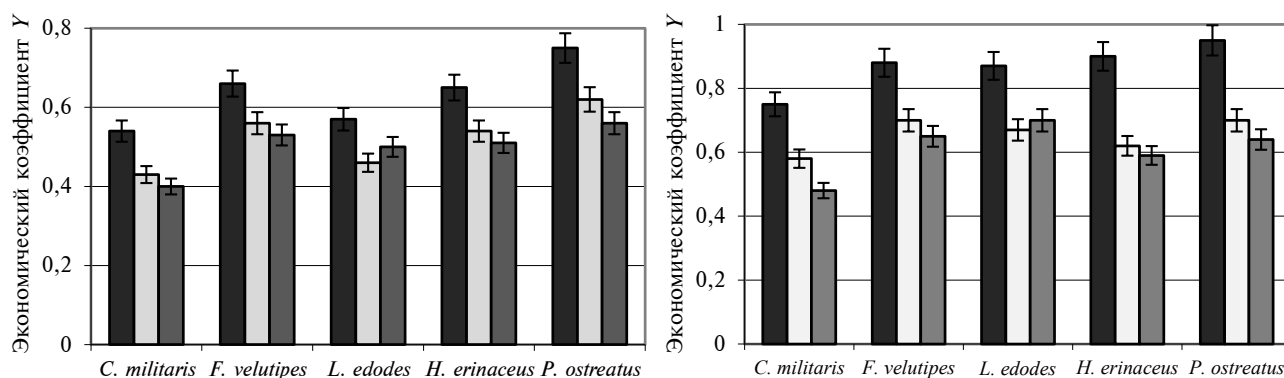 Экономический коэффициент Y
0,8
0,6
0,4
0,2
0
C. militaris F. velutipes L. edodes H. erinaceus P. ostreatus
Экономический коэффициент Y
1
0,8
0,6
0,4
0,2
0
C. militaris F. velutipes L. edodes H. erinaceus P. ostreatus